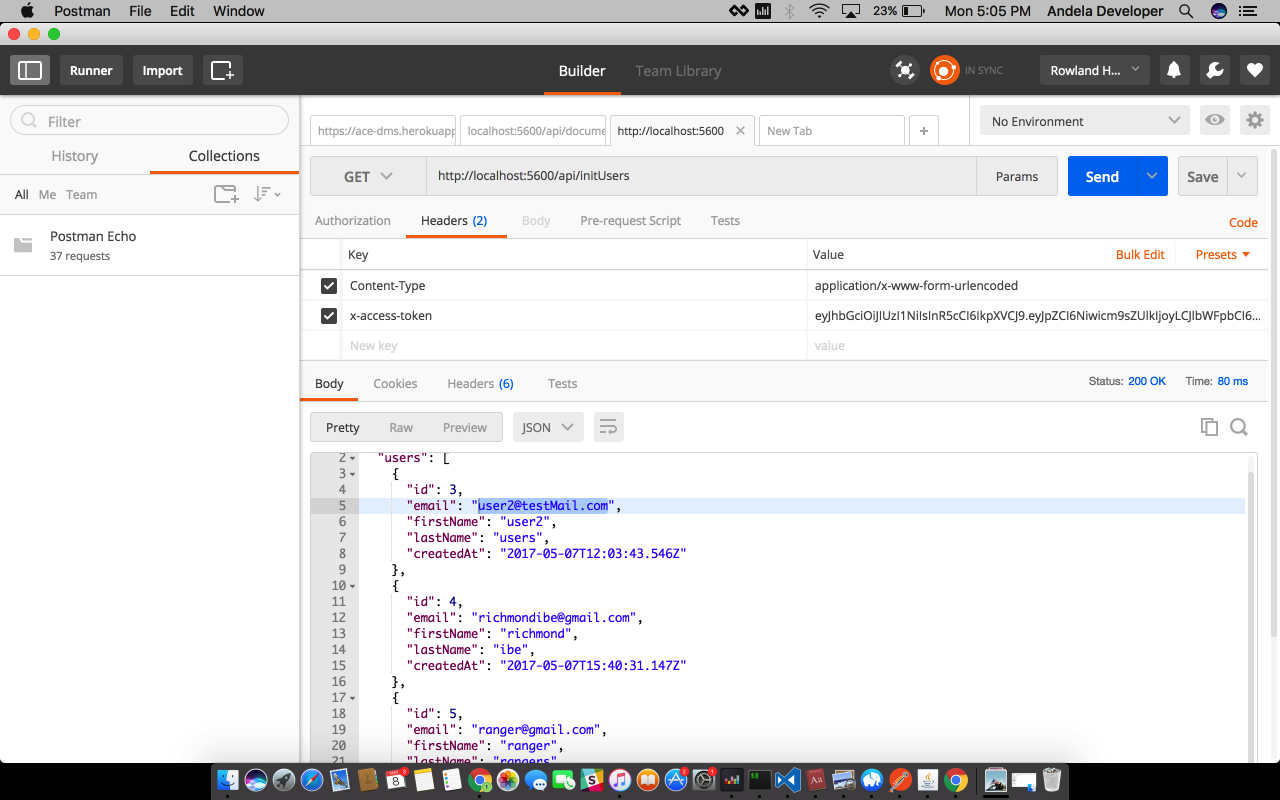 Postman File Edit Window 23% Mon 5:05 PM Andela Developer
Runner Import Builder Team Library IN SYNC Rowland H...
Filter
History Collections
All Me Team
Postman Echo
37 requests
https://ace-dms.herokuapp localhost:5600/api/docume http://localhost:5600 New Tab
No Environment
GET http://localhost:5600/api/initUsers Params Send Save
Authorization Headers (2) Body Pre-request Script Tests Code
Key Value Bulk Edit Presets
Content-Type application/x-www-form-urlencoded
x-access-token
New key value
Body Cookies Headers (6) Tests Status: 200 OK Time: 80 ms
Pretty Raw Preview JSON
2 "users": [
3 {
4 "id": 3,
5 "email": "user2@testMail.com",
6 "firstName": "user2",
7 "lastName": "users",
8 "createdAt": "2017-05-07T12:03:43.546Z"
9 },
10 {
11 "id": 4,
12 "email": "richmondibe@gmail.com",
13 "firstName": "richmond",
14 "lastName": "ibe",
15 "createdAt": "2017-05-07T15:40:31.147Z"
16 },
17 {
18 "id": 5,
19 "email": "ranger@gmail.com",
20 "firstName": "ranger",
21 "lastName": "rangers",